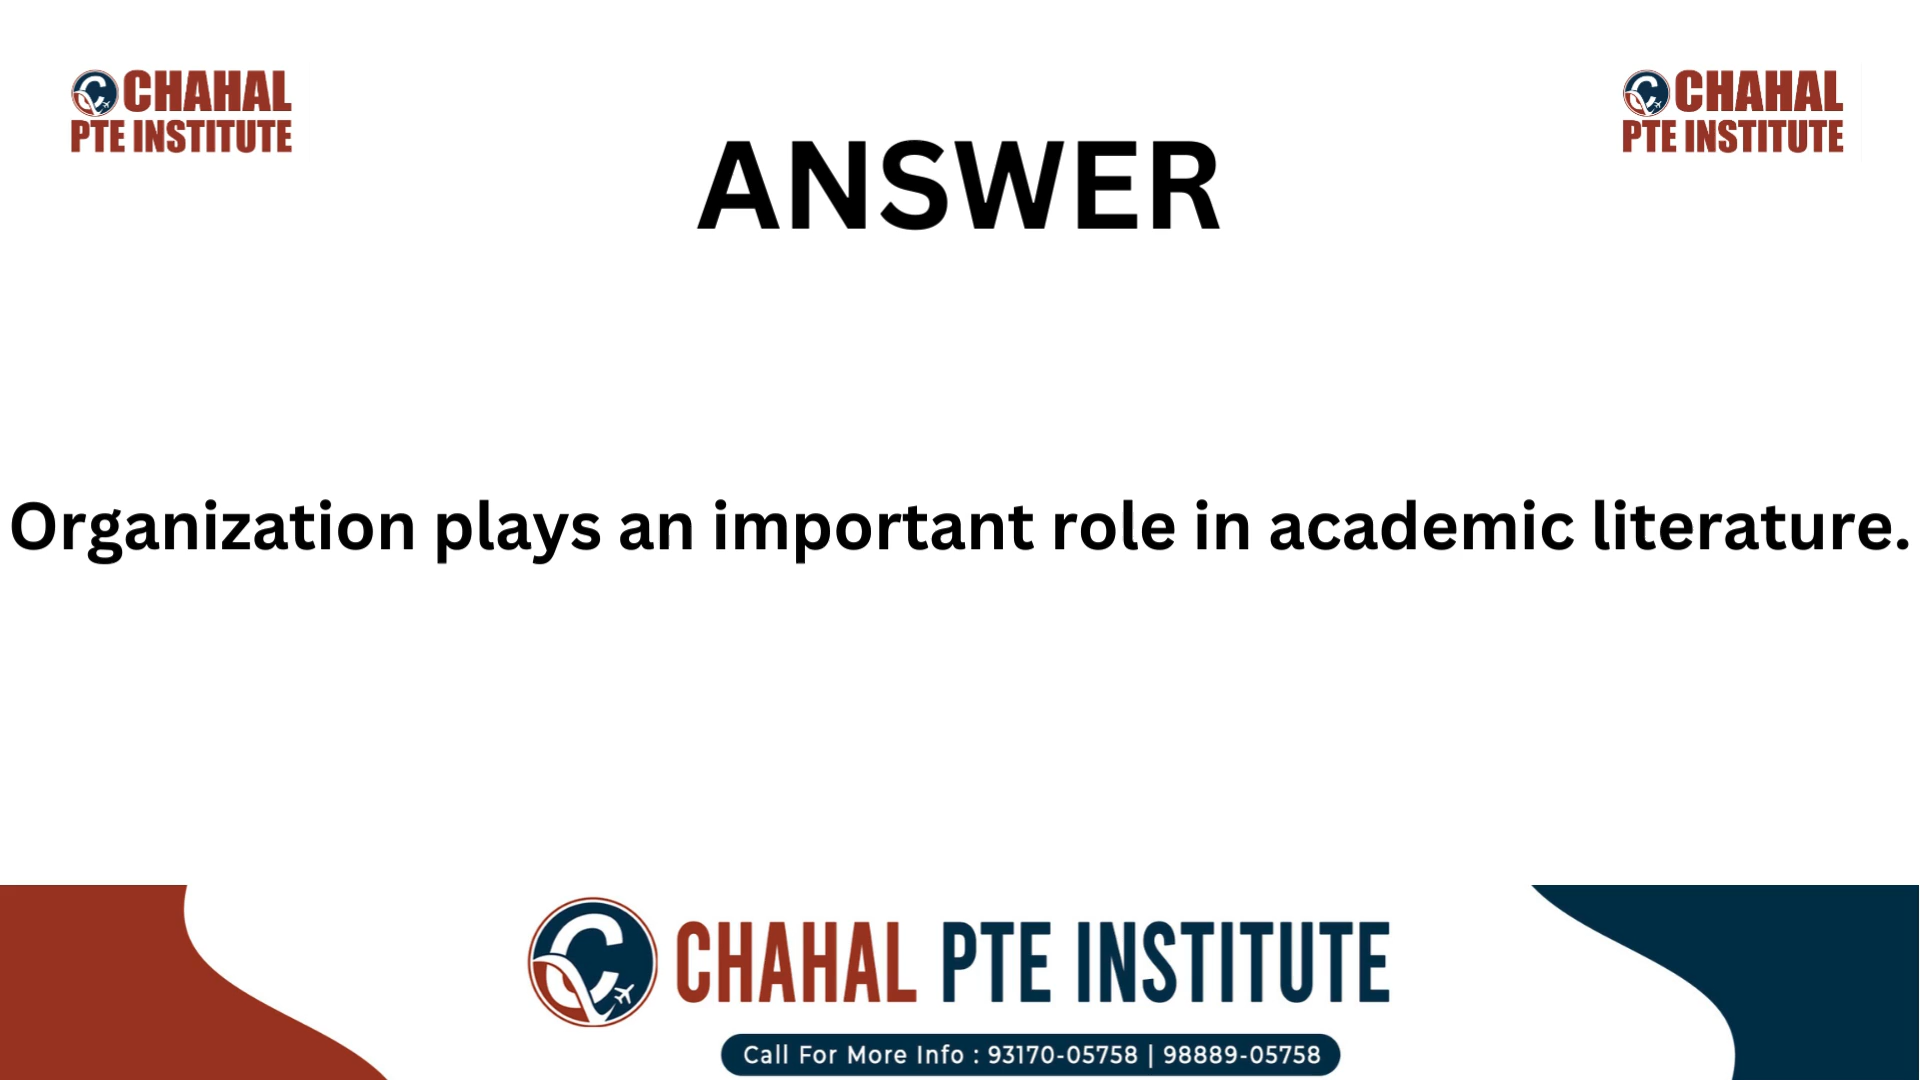 CHAHAL
PTE INSTITUTE
CHAHAL
PTE INSTITUTE
ANSWER
Organization plays an important role in academic literature.
CHAHAL PTE INSTITUTE
Call For More Info : 93170-05758 | 98889-05758